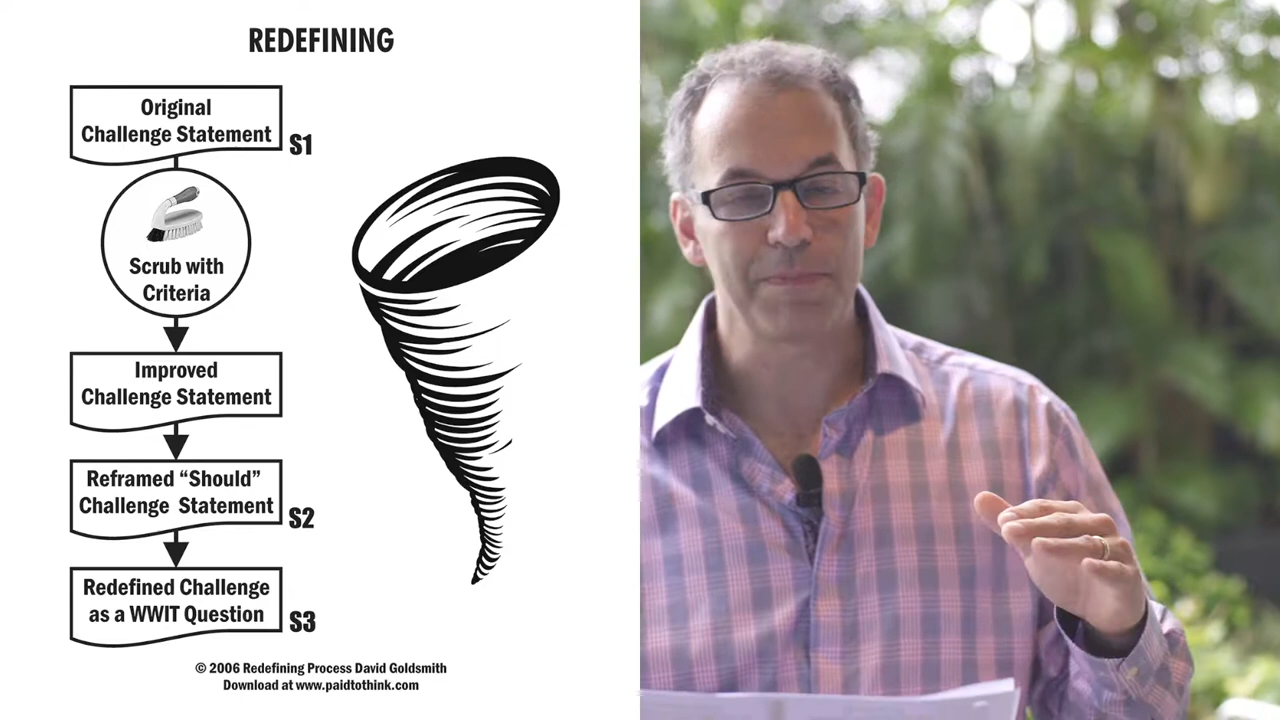 REDEFINING
Original
Challenge Statement
S1
Scrub with
Criteria
Improved
Challenge Statement
Reframed “Should”
Challenge Statement
S2
Redefined Challenge
as a WWIT Question
S3
© 2006 Redefining Process David Goldsmith
Download at www.paidtothink.com